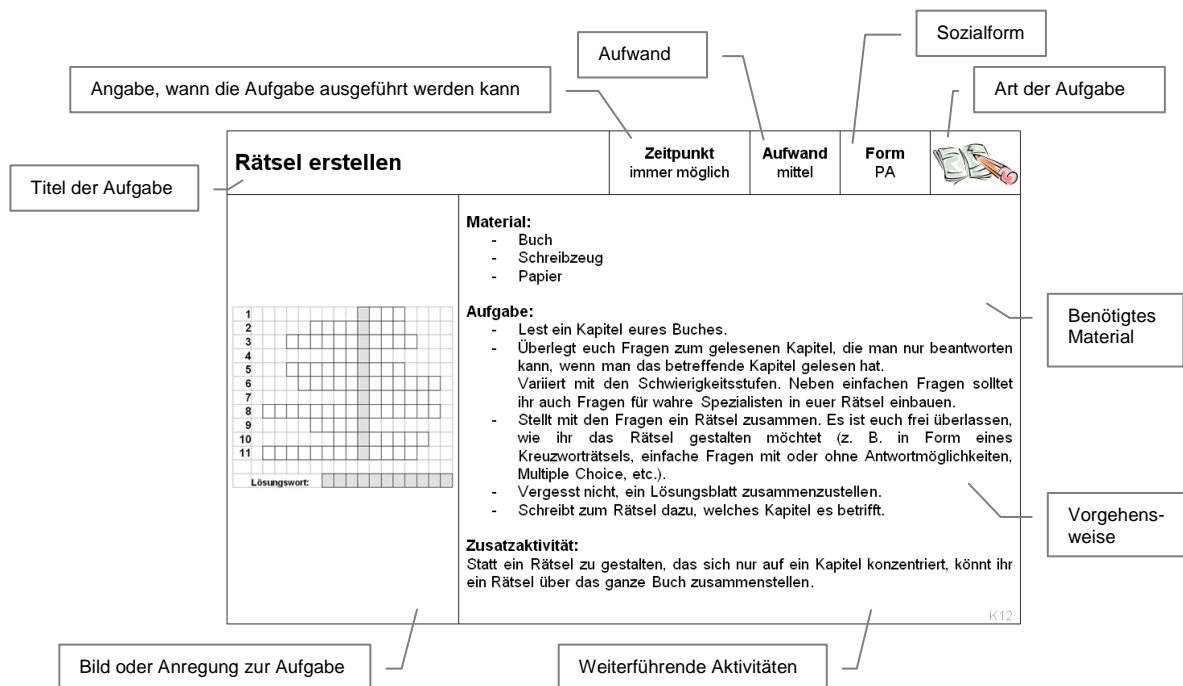 Sozialform
Aufwand
Angabe, wann die Aufgabe ausgeführt werden kann
Art der Aufgabe
Titel der Aufgabe
Rätsel erstellen
Zeitpunkt
immer möglich
Aufwand
mittel
Form
PA
Material:
- Buch
- Schreibzeug
- Papier
Benötigtes
Material
Aufgabe:
- Lest ein Kapitel eures Buches.
- Überlegt euch Fragen zum gelesenen Kapitel, die man nur beantworten
kann, wenn man das betreffende Kapitel gelesen hat.
Variiert mit den Schwierigkeitsstufen. Neben einfachen Fragen solltet
ihr auch Fragen für wahre Spezialisten in euer Rätsel einbauen.
- Stellt mit den Fragen ein Rätsel zusammen. Es ist euch frei überlassen,
wie ihr das Rätsel gestalten möchtet (z. B. in Form eines
Kreuzworträtsels, einfache Fragen mit oder ohne Antwortmöglichkeiten,
Multiple Choice, etc.).
- Vergesst nicht, ein Lösungsblatt zusammenzustellen.
- Schreibt zum Rätsel dazu, welches Kapitel es betrifft.
1
2
3
4
5
6
7
8
9
10
11
Lösungswort:
Vorgehens-
weise
Zusatzaktivität:
Statt ein Rätsel zu gestalten, das sich nur auf ein Kapitel konzentriert, könnt ihr
ein Rätsel über das ganze Buch zusammenstellen.
K12
Bild oder Anregung zur Aufgabe
Weiterführende Aktivitäten